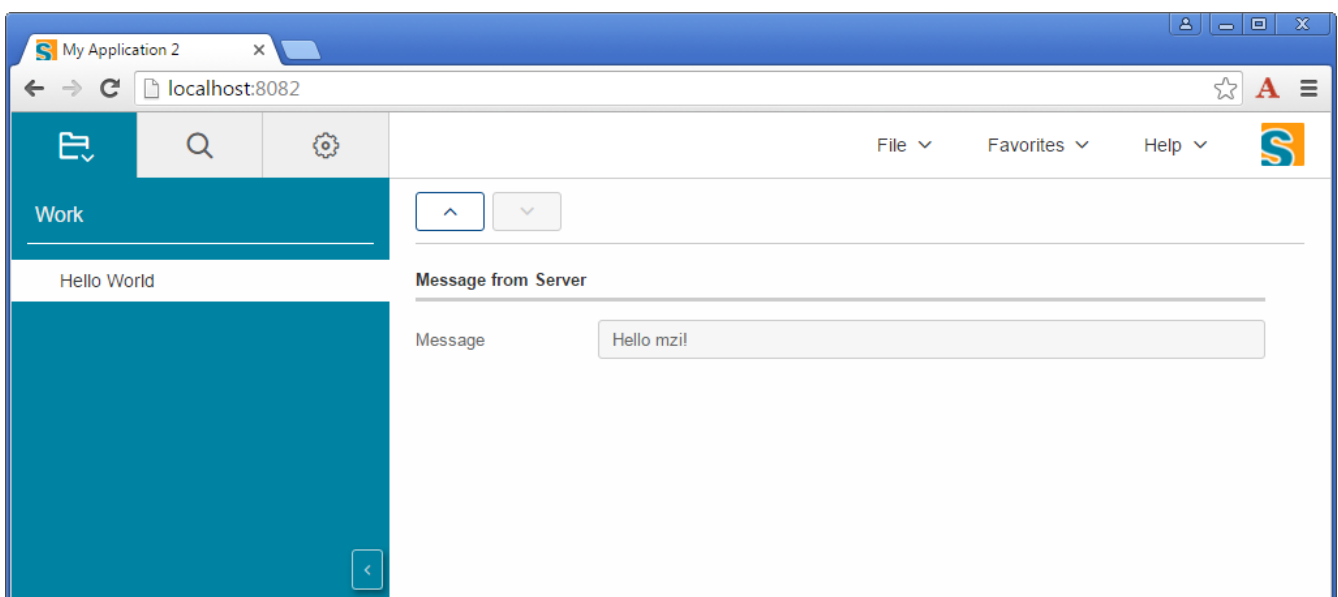 My Application 2
localhost:8082
File Favorites Help
Work
Hello World
Message from Server
Message Hello mzi!